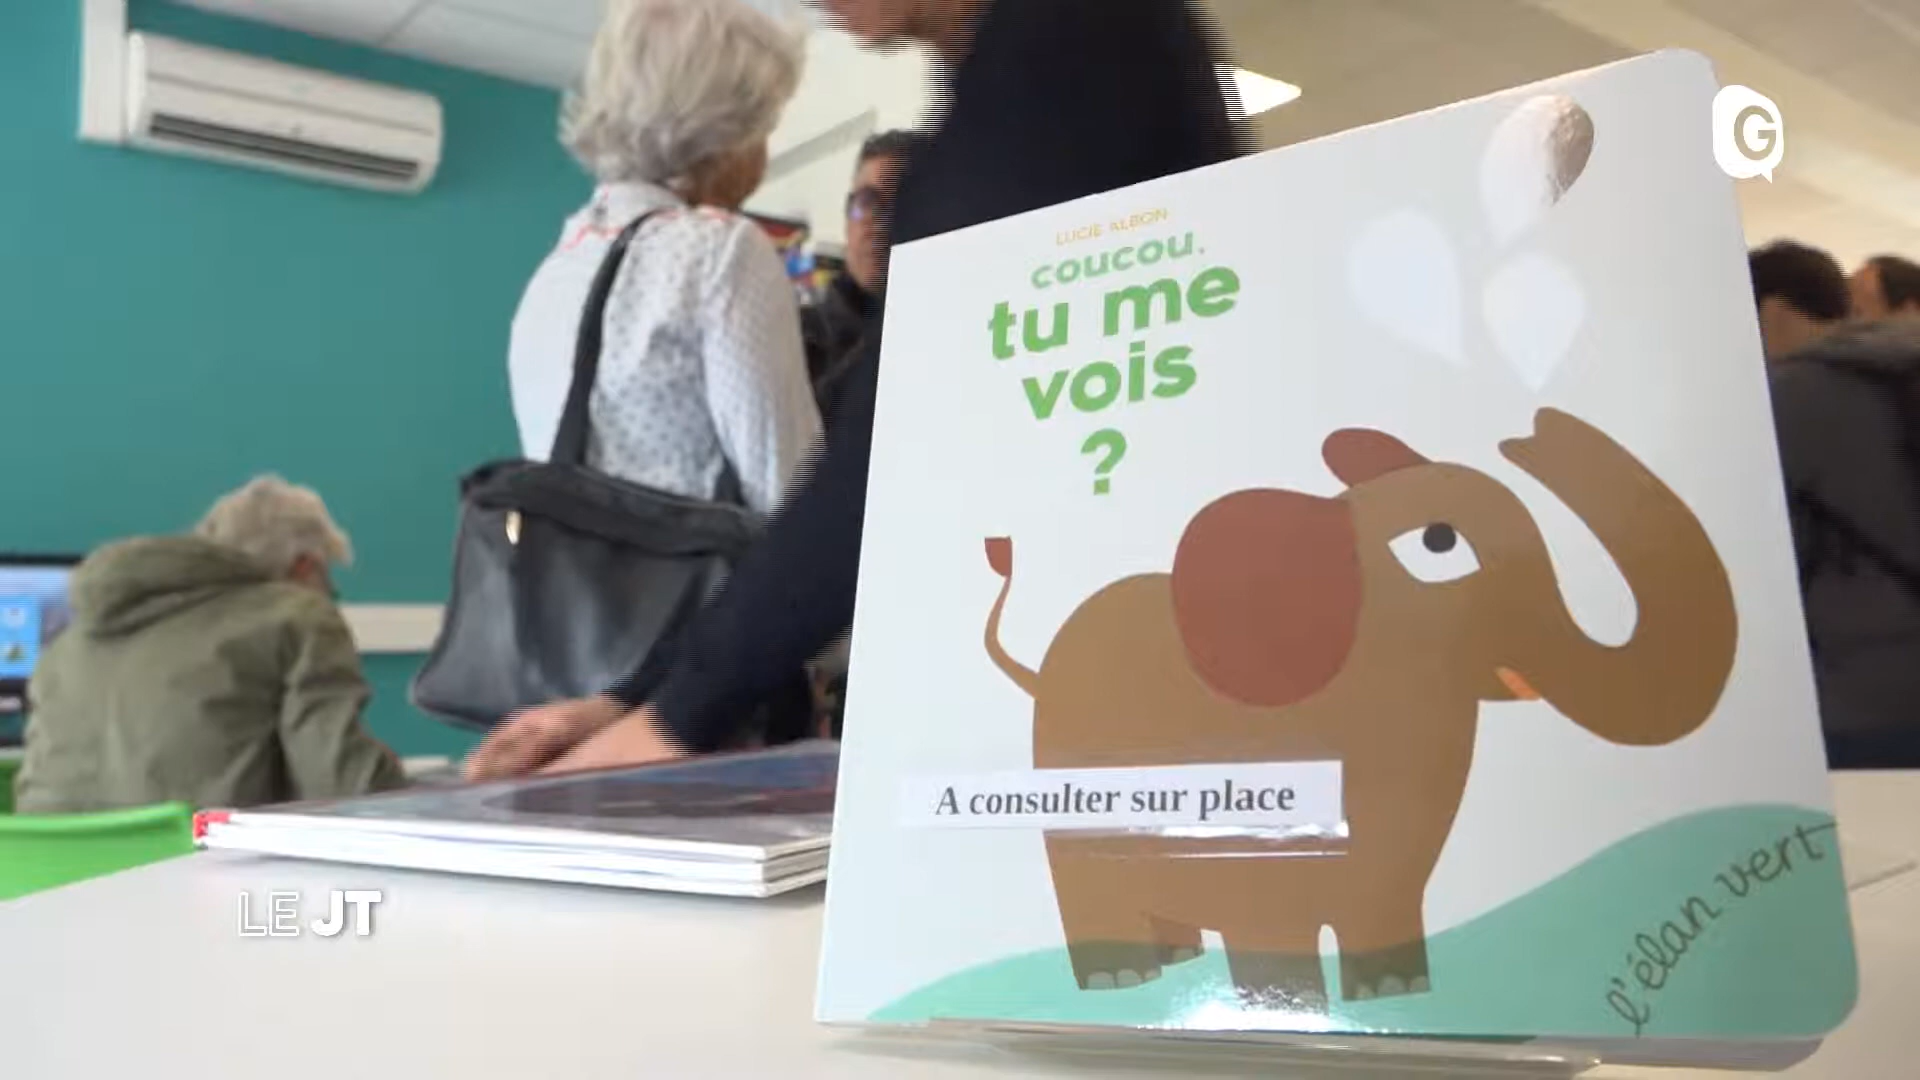 G
LUCIE ALBON
coucou.
tu me
vois
?
A consulter sur place
l'élan vert
LE JT